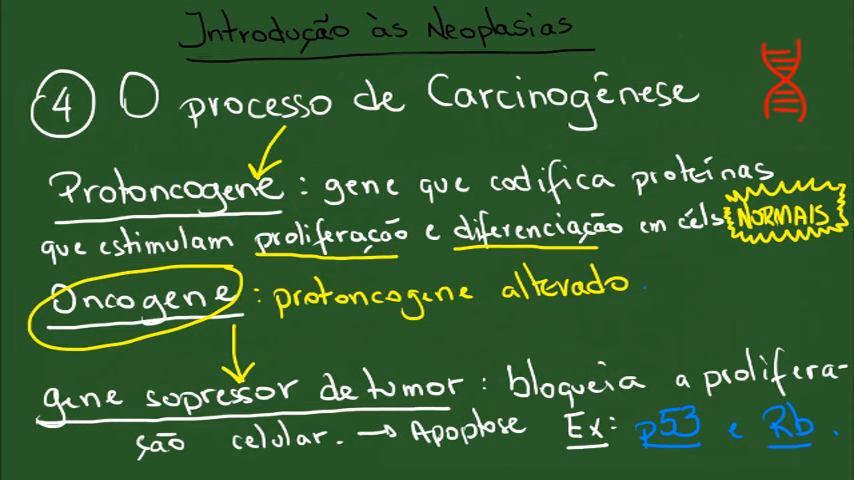 Introdução às Neoplasias
4 O processo de Carcinogênese
Protoncogene : gene que codifica proteínas
que estimulam proliferação e diferenciação em céls NORMAIS
Oncogene : protoncogene alterado
gene supressor de tumor : bloqueia a prolifera-
ção celular. → Apoptose Ex: p53 e Rb.